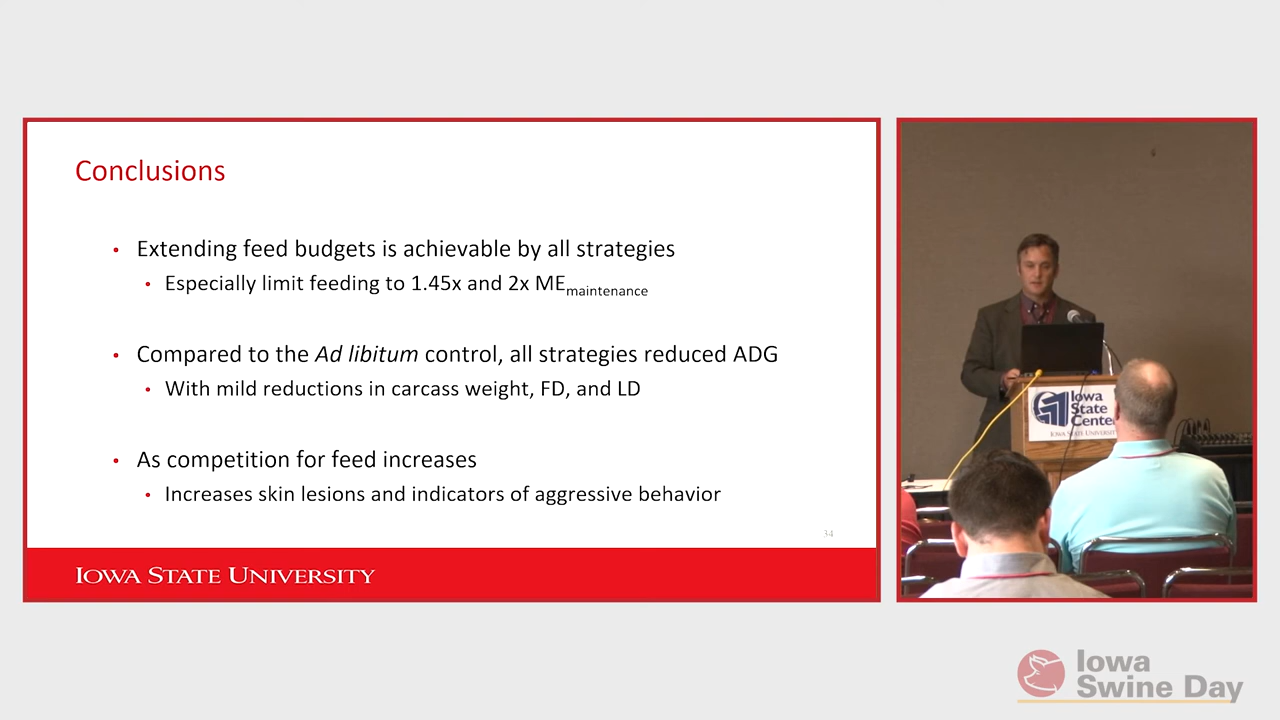 Conclusions
• Extending feed budgets is achievable by all strategies
• Especially limit feeding to 1.45x and 2x MEmaintenance
• Compared to the Ad libitum control, all strategies reduced ADG
• With mild reductions in carcass weight, FD, and LD
• As competition for feed increases
• Increases skin lesions and indicators of aggressive behavior
34
IOWA STATE UNIVERSITY
Iowa
State
Center
IOWA STATE UNIVERSITY
Iowa
Swine Day